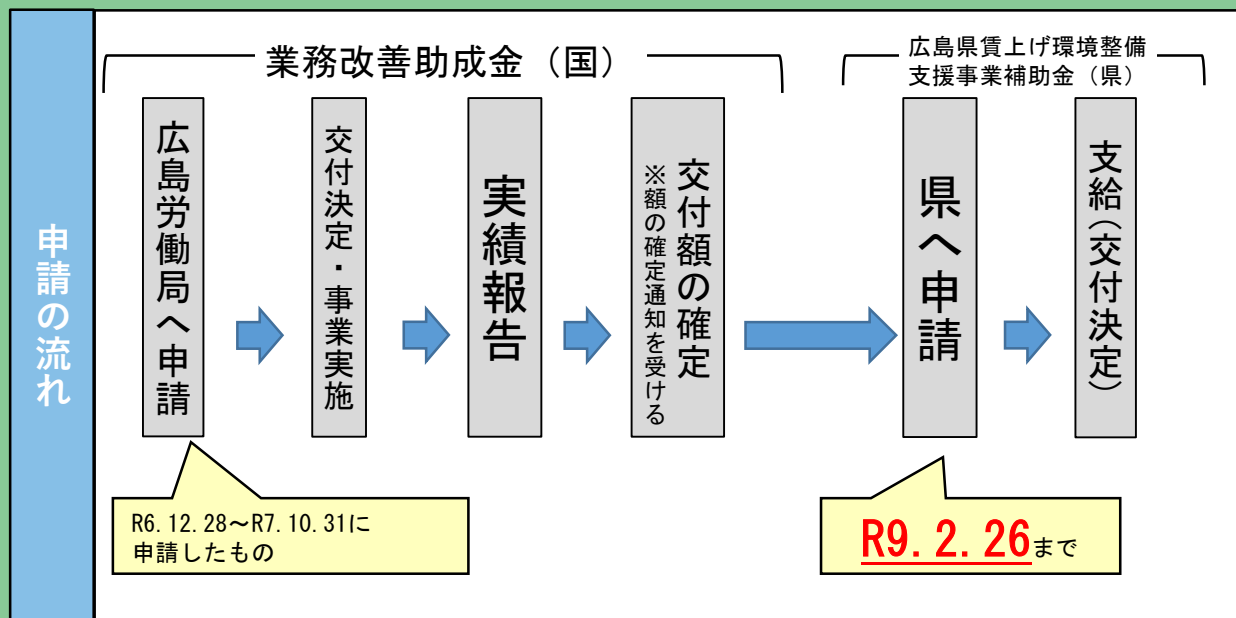 申請の流れ
業務改善助成金（国）
広島県賃上げ環境整備
支援事業補助金（県）
広島労働局へ申請
交付決定・事業実施
実績報告
交付額の確定
※額の確定通知を受ける
県へ申請
支給（交付決定）
R6.12.28～R7.10.31に
申請したもの
R9.2.26まで